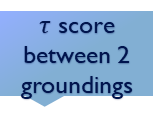 τ score
between 2
groundings